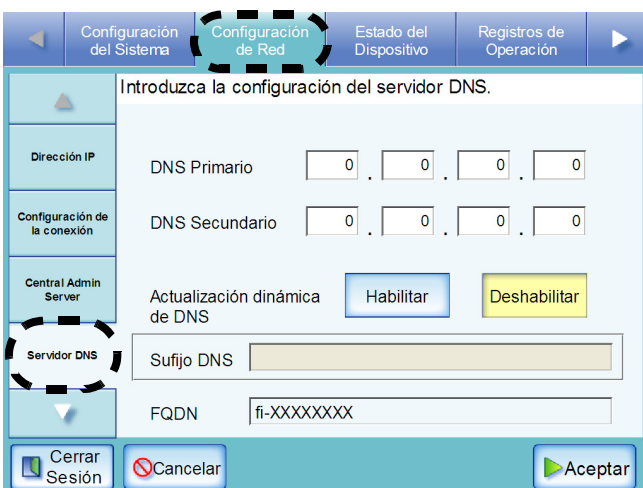 Configuración
del Sistema
Configuración
de Red
Estado del
Dispositivo
Registros de
Operación
Introduzca la configuración del servidor DNS.
Dirección IP
Configuración de
la conexión
Central Admin
Server
Servidor DNS
DNS Primario 0 . 0 . 0 . 0
DNS Secundario 0 . 0 . 0 . 0
Actualización dinámica
de DNS
Habilitar
Deshabilitar
Sufijo DNS
FQDN fi-XXXXXXXX
Cerrar
Sesión
Cancelar
Aceptar